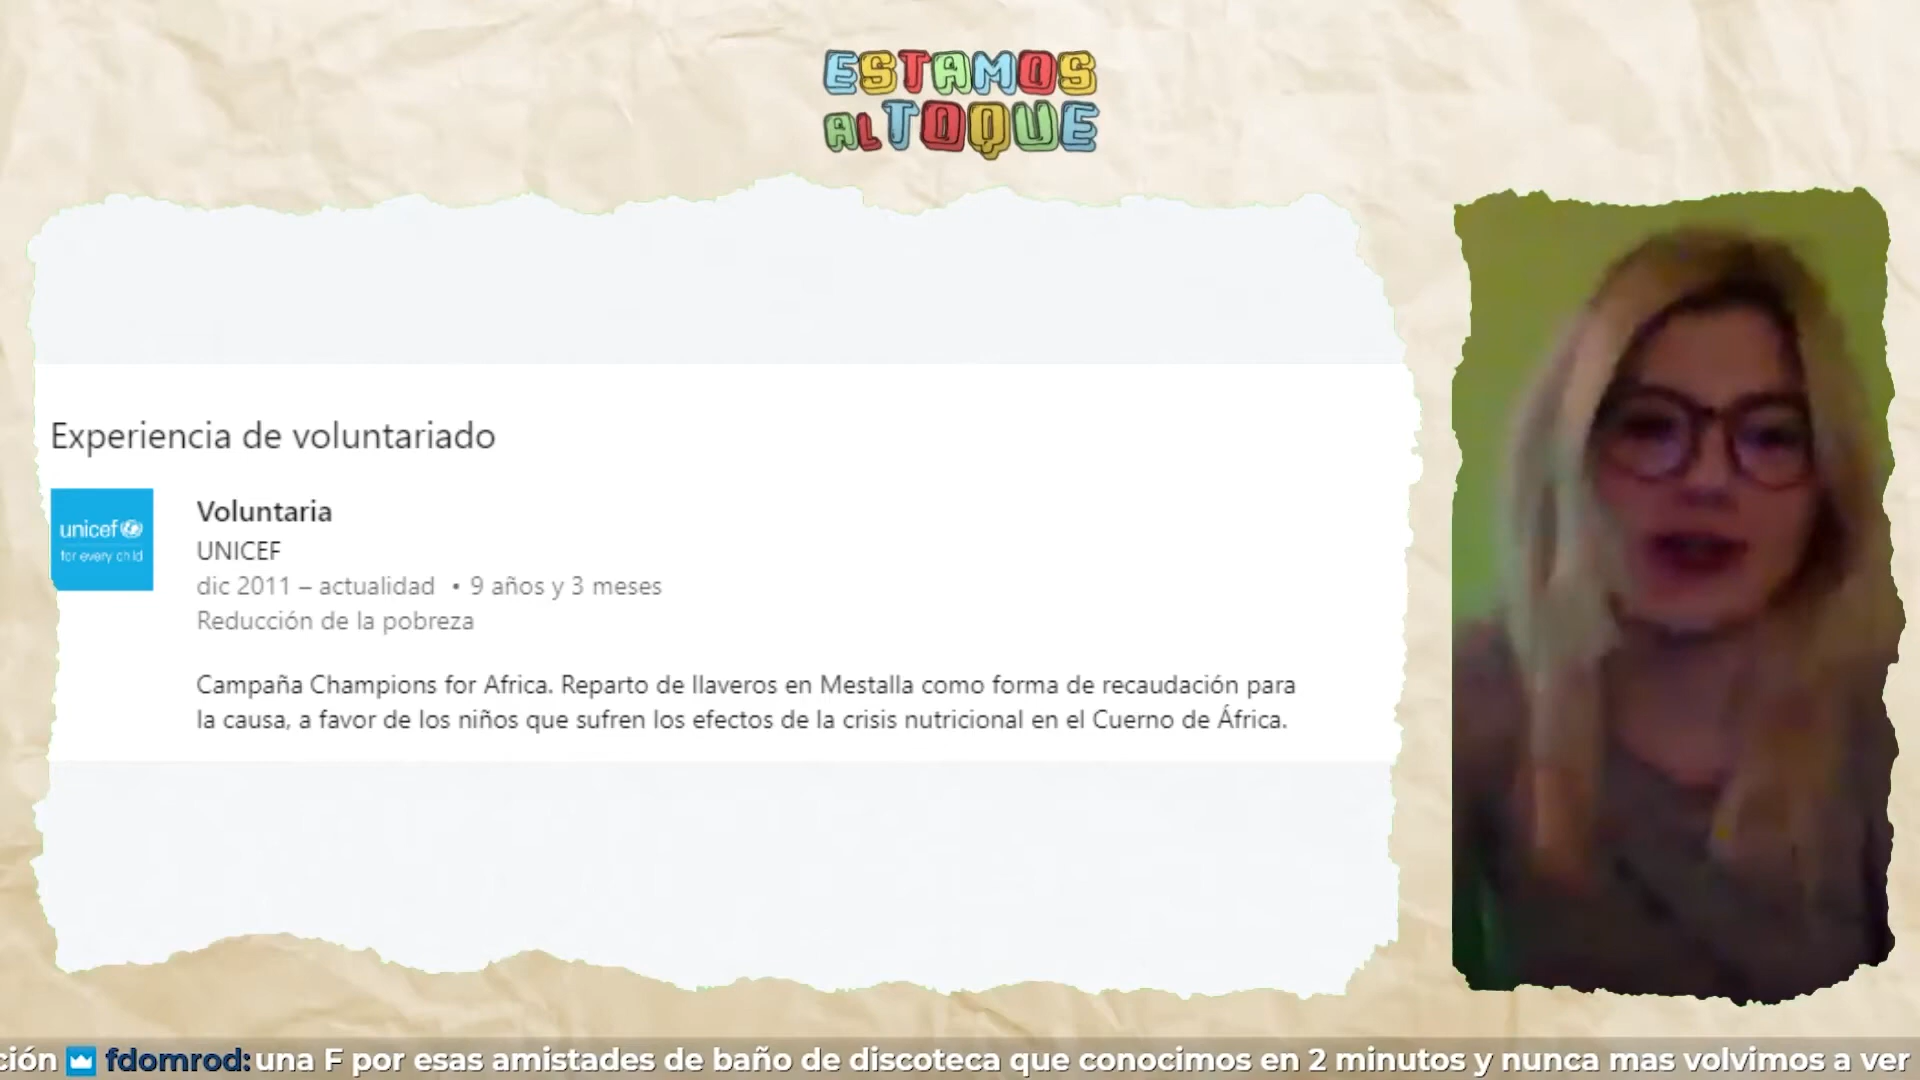 ESTAMOS
AL TOQUE
Experiencia de voluntariado
unicef
for every child
Voluntaria
UNICEF
dic 2011 – actualidad • 9 años y 3 meses
Reducción de la pobreza
Campaña Champions for Africa. Reparto de llaveros en Mestalla como forma de recaudación para
la causa, a favor de los niños que sufren los efectos de la crisis nutricional en el Cuerno de África.
ción fdomrod: una F por esas amistades de baño de discoteca que conocimos en 2 minutos y nunca mas volvimos a ver